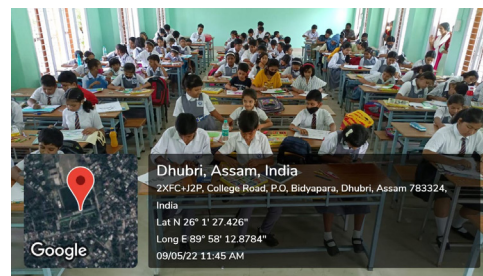 Dhubri, Assam, India
2XFC+J2P, College Road, P.O, Bidyapara, Dhubri, Assam 783324,
India
Lat N 26° 1' 27.426"
Long E 89° 58' 12.8784"
09/05/22 11:45 AM
Google